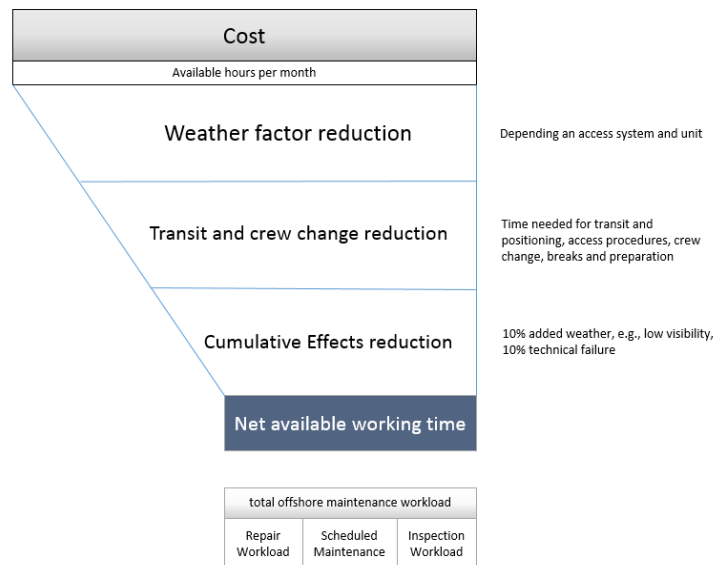 Cost
Available hours per month
Weather factor reduction
Depending an access system and unit
Transit and crew change reduction
Time needed for transit and
positioning, access procedures, crew
change, breaks and preparation
Cumulative Effects reduction
10% added weather, e.g., low visibility,
10% technical failure
Net available working time
total offshore maintenance workload
Repair
Workload
Scheduled
Maintenance
Inspection
Workload